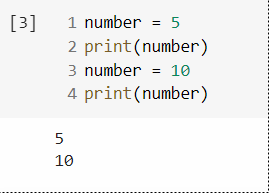 [3] 1 number = 5
2 print(number)
3 number = 10
4 print(number)
5
10